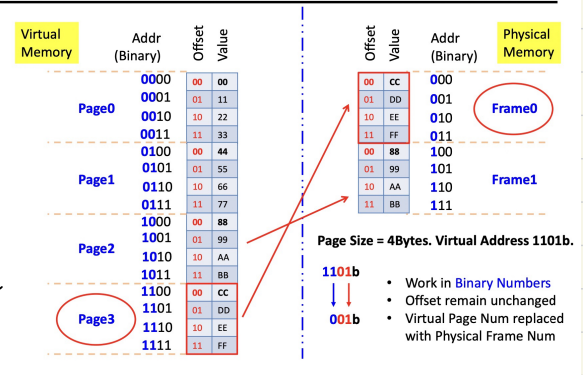 Virtual Memory
Addr (Binary)
Offset
Value
Page0
0000 00 00
0001 01 11
0010 10 22
0011 11 33
Page1
0100 00 44
0101 01 55
0110 10 66
0111 11 77
Page2
1000 00 88
1001 01 99
1010 10 AA
1011 11 BB
Page3
1100 00 CC
1101 01 DD
1110 10 EE
1111 11 FF
Offset
Value
Addr (Binary)
Physical Memory
00 CC 000
01 DD 001
10 EE 010
11 FF 011
Frame0
00 88 100
01 99 101
10 AA 110
11 BB 111
Frame1
Page Size = 4Bytes. Virtual Address 1101b.
1101b
001b
• Work in Binary Numbers
• Offset remain unchanged
• Virtual Page Num replaced
with Physical Frame Num